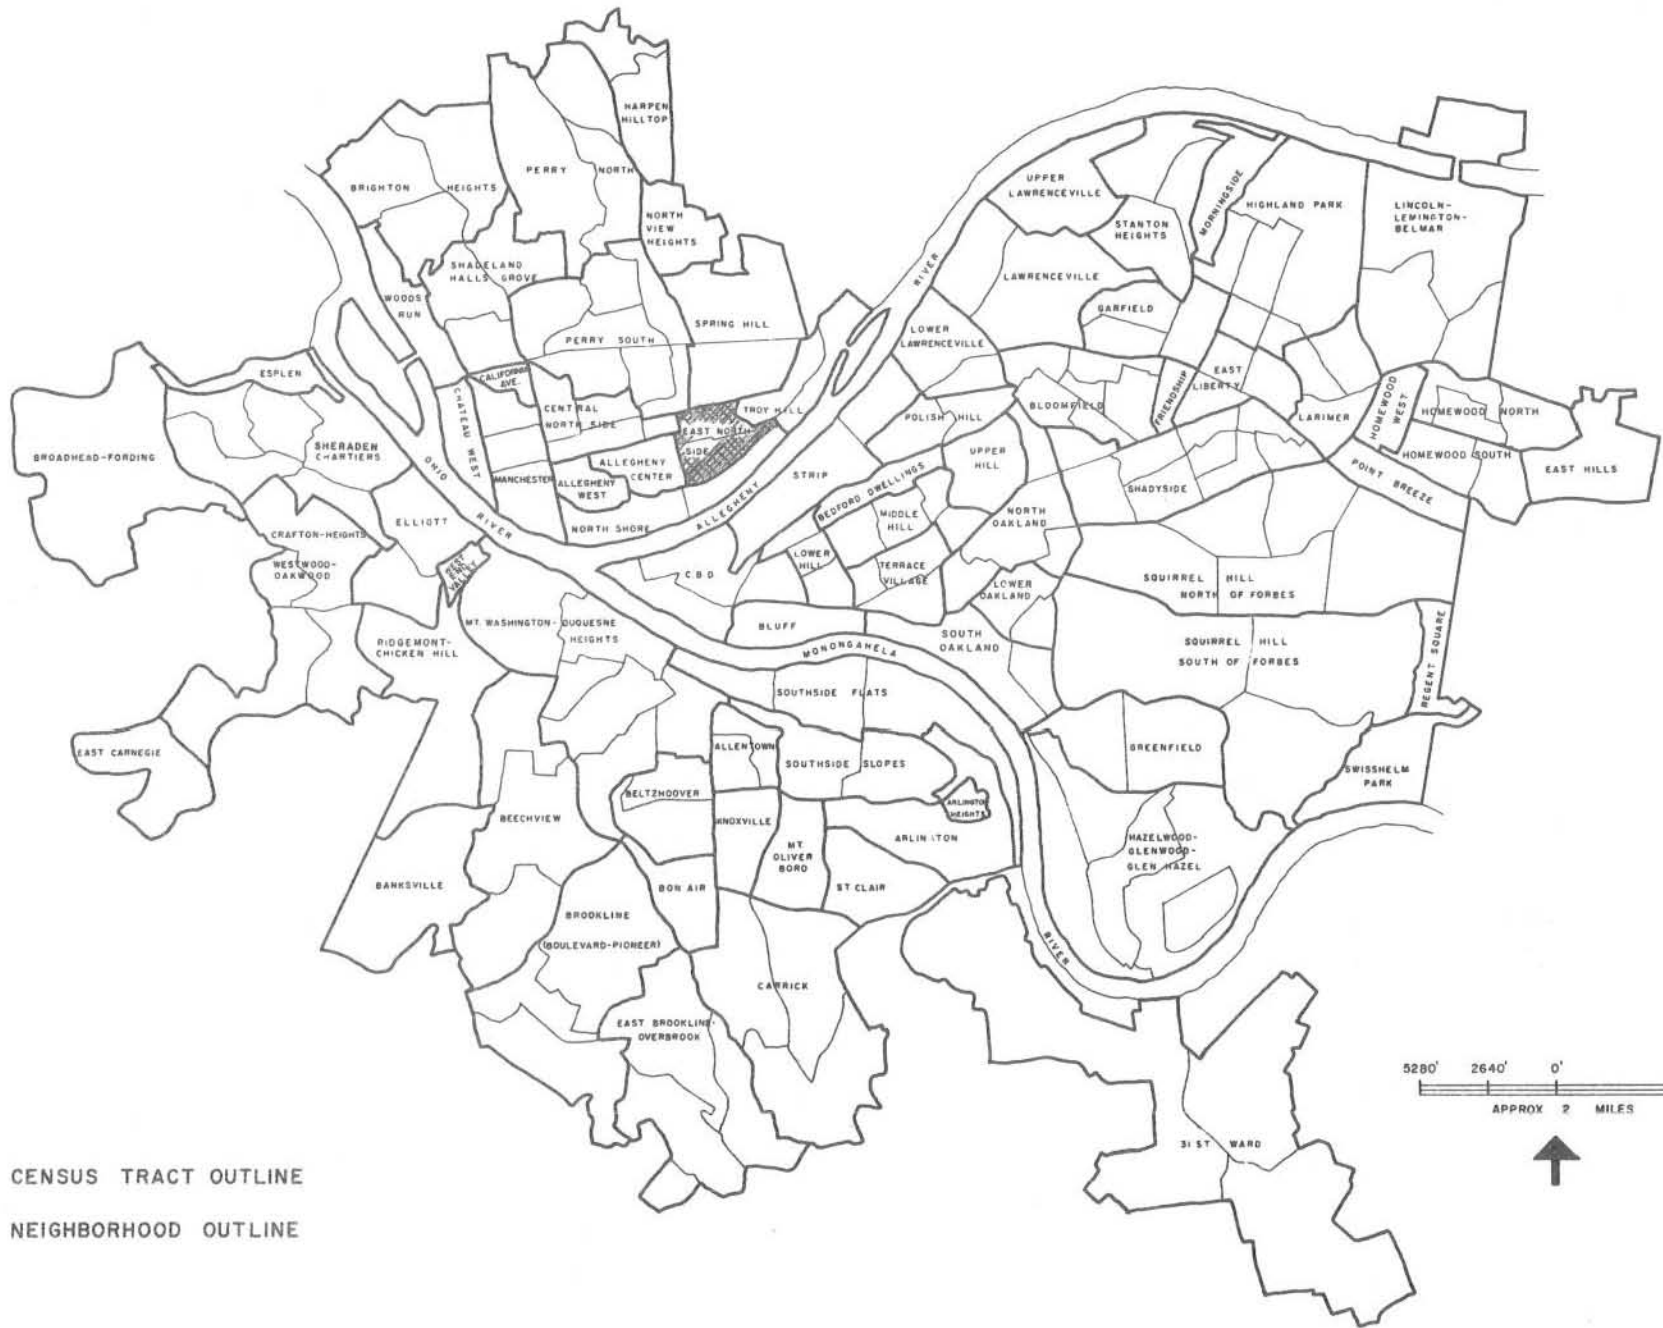 HARPEN
HILLTOP
BRIGHTON HEIGHTS
PERRY NORTH
NORTH
VIEW
HEIGHTS
SHADELAND
HALLS GROVE
WOODS
RUN
SPRING HILL
PERRY SOUTH
ESPLEN
CALIFORNIA
AVE.
CHATEAU WEST
CENTRAL
NORTH SIDE
TROY HILL
EAST NORTH
SIDE
MANCHESTER
ALLEGHENY
WEST
ALLEGHENY
CENTER
NORTH SHORE
BROADHEAD-FORDING
SHERADEN
CHARTIERS
ELLIOTT
CRAFTON-HEIGHTS
WESTWOOD-
OAKWOOD
WEST
END
VALLEY
RIDGEMONT-
CHICKEN HILL
EAST CARNEGIE
OHIO
RIVER
ALLEGHENY
RIVER
MONONGAHELA
RIVER
UPPER
LAWRENCEVILLE
STANTON
HEIGHTS
MORNINGSIDE
HIGHLAND PARK
LINCOLN-
LEMINGTON-
BELMAR
LAWRENCEVILLE
GARFIELD
LOWER
LAWRENCEVILLE
POLISH HILL
BLOOMFIELD
FRIENDSHIP
EAST
LIBERTY
LARIMER
HOMEWOOD
WEST
HOMEWOOD NORTH
HOMEWOOD SOUTH
EAST HILLS
POINT BREEZE
STRIP
UPPER
HILL
BEDFORD DWELLINGS
MIDDLE
HILL
NORTH
OAKLAND
SHADYSIDE
CBD
LOWER
HILL
TERRACE
VILLAGE
LOWER
OAKLAND
SQUIRREL HILL
NORTH OF FORBES
BLUFF
SOUTH
OAKLAND
SQUIRREL HILL
SOUTH OF FORBES
REGENT SQUARE
MT. WASHINGTON-DUQUESNE
HEIGHTS
SOUTHSIDE FLATS
ALLENTOWN
SOUTHSIDE SLOPES
GREENFIELD
SWISSHELM
PARK
BELTZHOOVER
BEECHVIEW
KNOXVILLE
ARLINGTON
HEIGHTS
ARLINGTON
MT.
OLIVER
BORO
HAZELWOOD-
GLENWOOD-
GLEN HAZEL
BANKSVILLE
BON AIR
ST CLAIR
BROOKLINE
(BOULEVARD-PIONEER)
CARRICK
EAST BROOKLINE-
OVERBROOK
31 ST WARD
5280' 2640' 0'
APPROX 2 MILES
CENSUS TRACT OUTLINE
NEIGHBORHOOD OUTLINE